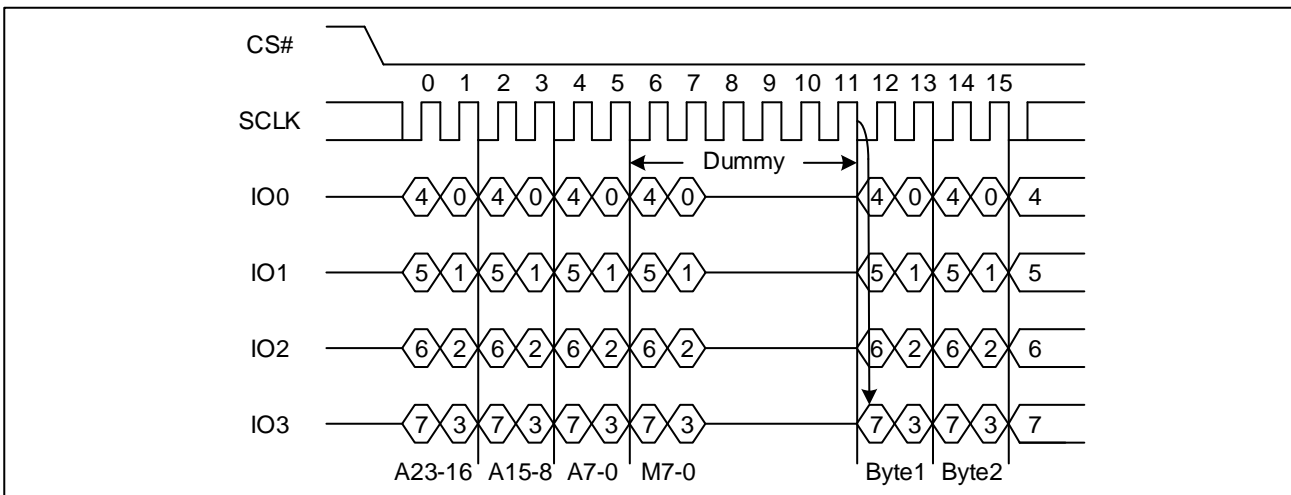 CS#
0 1 2 3 4 5 6 7 8 9 10 11 12 13 14 15
SCLK
Dummy
IO0 4 0 4 0 4 0 4 0 4 0 4 0 4
IO1 5 1 5 1 5 1 5 1 5 1 5 1 5
IO2 6 2 6 2 6 2 6 2 6 2 6 2 6
IO3 7 3 7 3 7 3 7 3 7 3 7 3 7
A23-16 A15-8 A7-0 M7-0 Byte1 Byte2